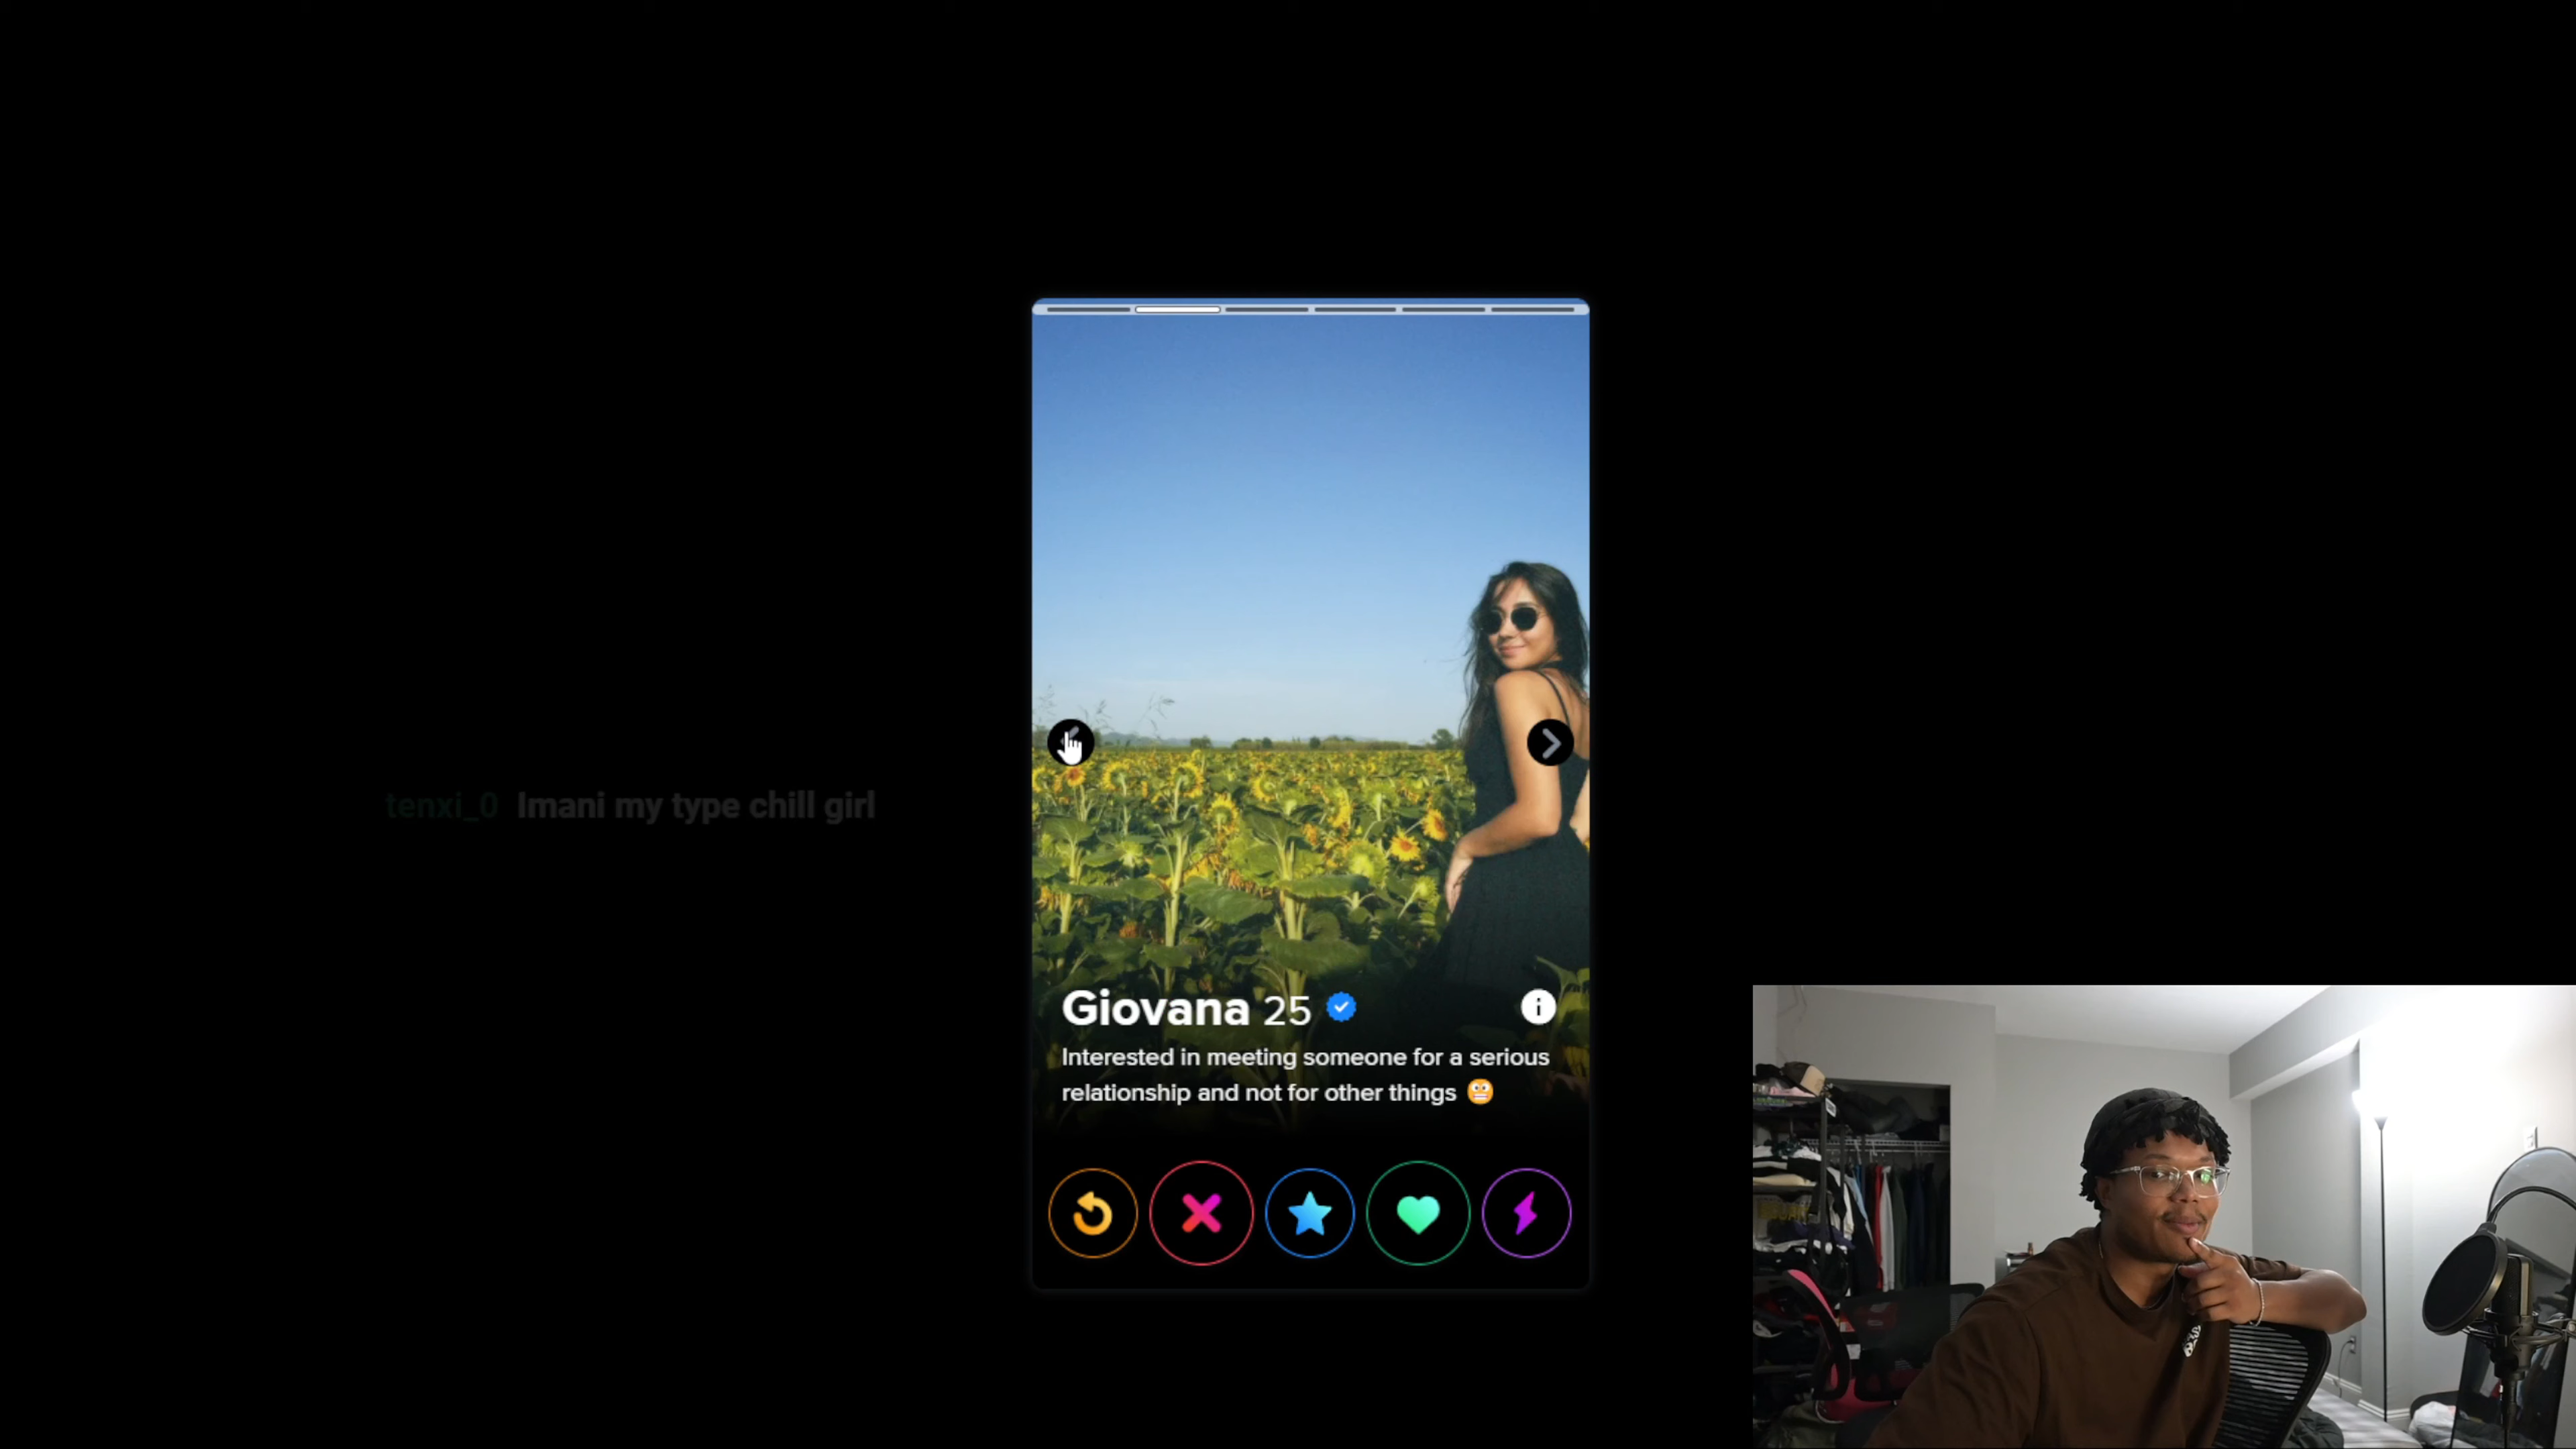 tenxi_0 Imani my type chill girl
Giovana 25
Interested in meeting someone for a serious
relationship and not for other things 😬